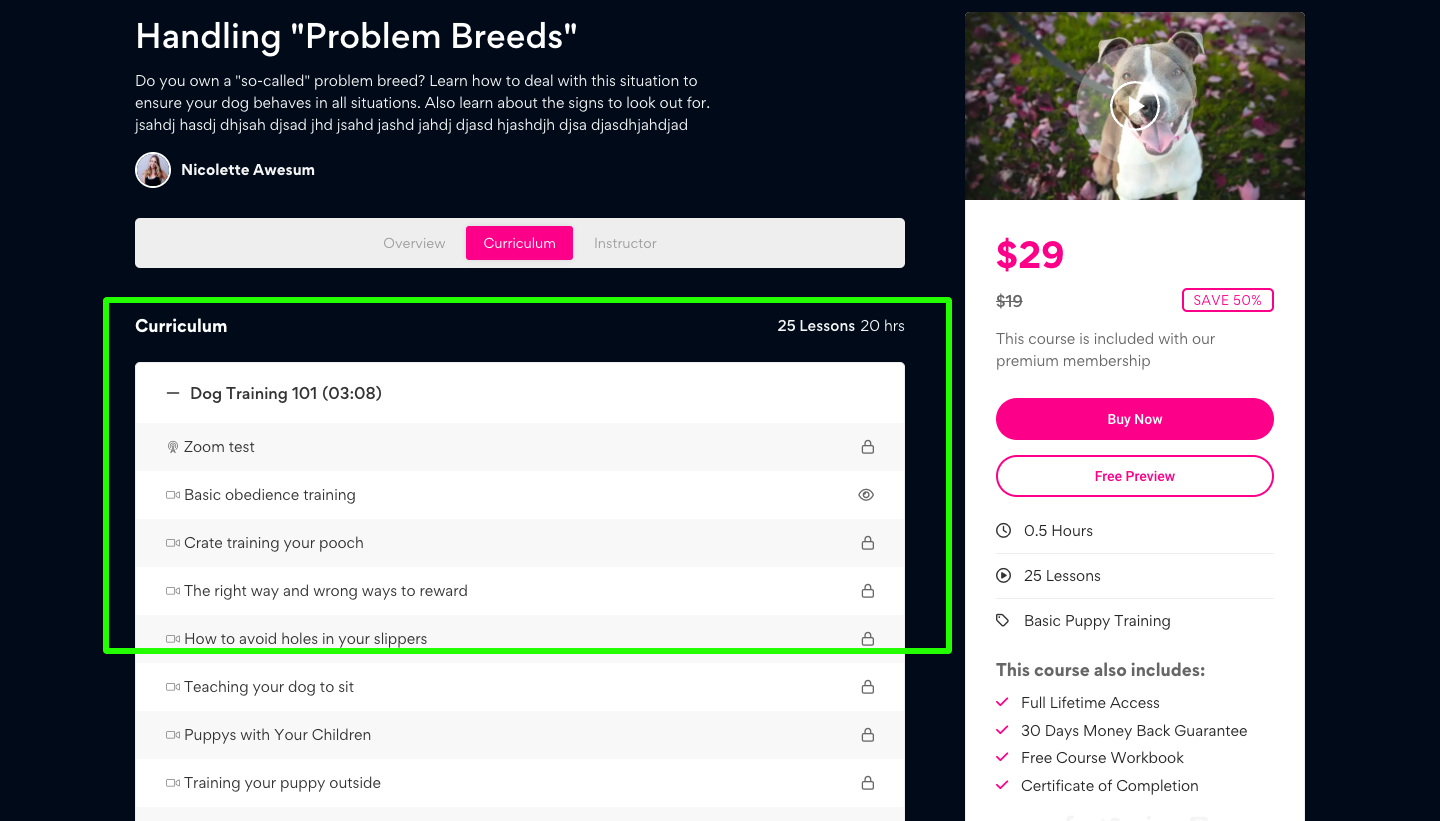 Handling "Problem Breeds"
Do you own a "so-called" problem breed? Learn how to deal with this situation to
ensure your dog behaves in all situations. Also learn about the signs to look out for.
jsahdj hasdj dhjsah djsad jhd jsahd jashd jahdj djasd hjashdjh djsa djasdhjahdjad
Nicolette Awesum
Overview
Curriculum
Instructor
Curriculum
25 Lessons 20 hrs
Dog Training 101 (03:08)
Zoom test
Basic obedience training
Crate training your pooch
The right way and wrong ways to reward
How to avoid holes in your slippers
Teaching your dog to sit
Puppys with Your Children
Training your puppy outside
$29
$19
SAVE 50%
This course is included with our
premium membership
Buy Now
Free Preview
0.5 Hours
25 Lessons
Basic Puppy Training
This course also includes:
Full Lifetime Access
30 Days Money Back Guarantee
Free Course Workbook
Certificate of Completion